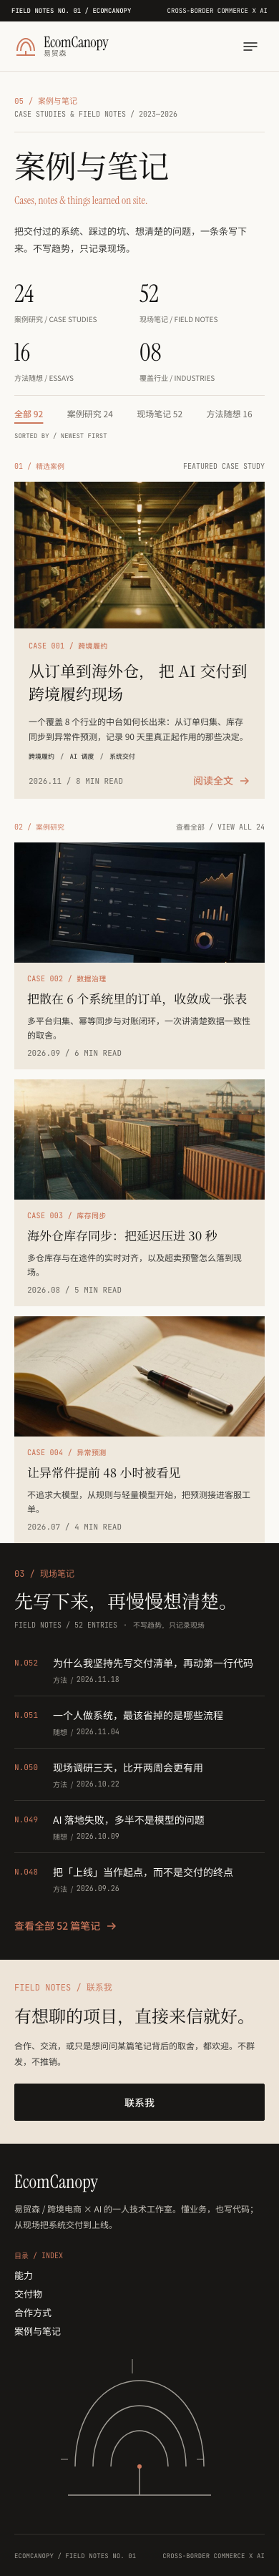 FIELD NOTES NO. 01 / ECOMCANOPY
CROSS-BORDER COMMERCE X AI
EcomCanopy
易贸森
05 / 案例与笔记
CASE STUDIES & FIELD NOTES / 2023—2026
案例与笔记
Cases, notes & things learned on site.
把交付过的系统、踩过的坑、想清楚的问题，一条条写下
来。不写趋势，只记录现场。
24
案例研究 / CASE STUDIES
52
现场笔记 / FIELD NOTES
16
方法随想 / ESSAYS
08
覆盖行业 / INDUSTRIES
全部 92
案例研究 24
现场笔记 52
方法随想 16
SORTED BY / NEWEST FIRST
01 / 精选案例
FEATURED CASE STUDY
CASE 001 / 跨境履约
从订单到海外仓， 把 AI 交付到
跨境履约现场
一个覆盖 8 个行业的中台如何长出来：从订单归集、库存
同步到异常件预测，记录 90 天里真正起作用的那些决定。
跨境履约 / AI 调度 / 系统交付
2026.11 / 8 MIN READ
阅读全文 →
02 / 案例研究
查看全部 / VIEW ALL 24
CASE 002 / 数据治理
把散在 6 个系统里的订单，收敛成一张表
多平台归集、幂等同步与对账闭环，一次讲清楚数据一致性
的取舍。
2026.09 / 6 MIN READ
CASE 003 / 库存同步
海外仓库存同步：把延迟压进 30 秒
多仓库存与在途件的实时对齐，以及超卖预警怎么落到现
场。
2026.08 / 5 MIN READ
CASE 004 / 异常预测
让异常件提前 48 小时被看见
不追求大模型，从规则与轻量模型开始，把预测接进客服工
单。
2026.07 / 4 MIN READ
03 / 现场笔记
先写下来，再慢慢想清楚。
FIELD NOTES / 52 ENTRIES · 不写趋势，只记录现场
N.052
为什么我坚持先写交付清单，再动第一行代码
方法 / 2026.11.18
N.051
一个人做系统，最该省掉的是哪些流程
随想 / 2026.11.04
N.050
现场调研三天，比开两周会更有用
方法 / 2026.10.22
N.049
AI 落地失败，多半不是模型的问题
随想 / 2026.10.09
N.048
把「上线」当作起点，而不是交付的终点
方法 / 2026.09.26
查看全部 52 篇笔记 →
FIELD NOTES / 联系我
有想聊的项目，直接来信就好。
合作、交流，或只是想问问某篇笔记背后的取舍，都欢迎。不群
发，不推销。
联系我
EcomCanopy
易贸森 / 跨境电商 × AI 的一人技术工作室。懂业务，也写代码；
从现场把系统交付到上线。
目录 / INDEX
能力
交付物
合作方式
案例与笔记
ECOMCANOPY / FIELD NOTES NO. 01
CROSS-BORDER COMMERCE X AI